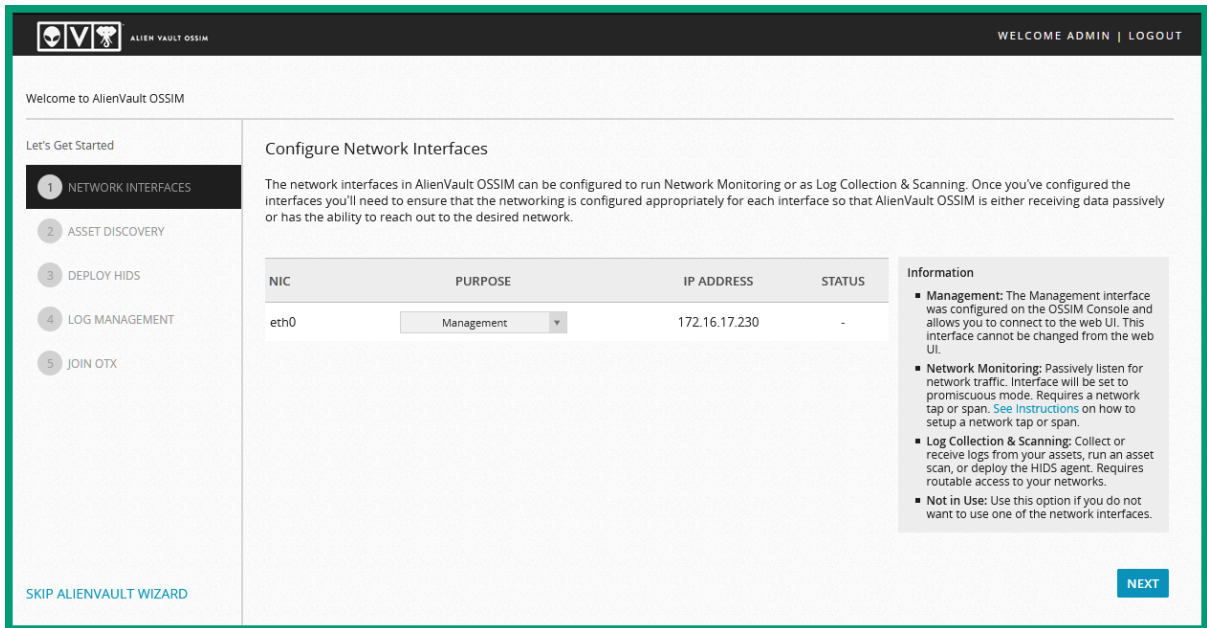 ALIEN VAULT OSSIM
WELCOME ADMIN | LOGOUT
Welcome to AlienVault OSSIM
Let's Get Started
1 NETWORK INTERFACES
2 ASSET DISCOVERY
3 DEPLOY HIDS
4 LOG MANAGEMENT
5 JOIN OTX
SKIP ALIENVAULT WIZARD
Configure Network Interfaces
The network interfaces in AlienVault OSSIM can be configured to run Network Monitoring or as Log Collection & Scanning. Once you've configured the
interfaces you'll need to ensure that the networking is configured appropriately for each interface so that AlienVault OSSIM is either receiving data passively
or has the ability to reach out to the desired network.
NIC PURPOSE IP ADDRESS STATUS
eth0 Management 172.16.17.230 -
Information
▪ Management: The Management interface
was configured on the OSSIM Console and
allows you to connect to the web UI. This
interface cannot be changed from the web
UI.
▪ Network Monitoring: Passively listen for
network traffic. Interface will be set to
promiscuous mode. Requires a network
tap or span. See Instructions on how to
setup a network tap or span.
▪ Log Collection & Scanning: Collect or
receive logs from your assets, run an asset
scan, or deploy the HIDS agent. Requires
routable access to your networks.
▪ Not in Use: Use this option if you do not
want to use one of the network interfaces.
NEXT